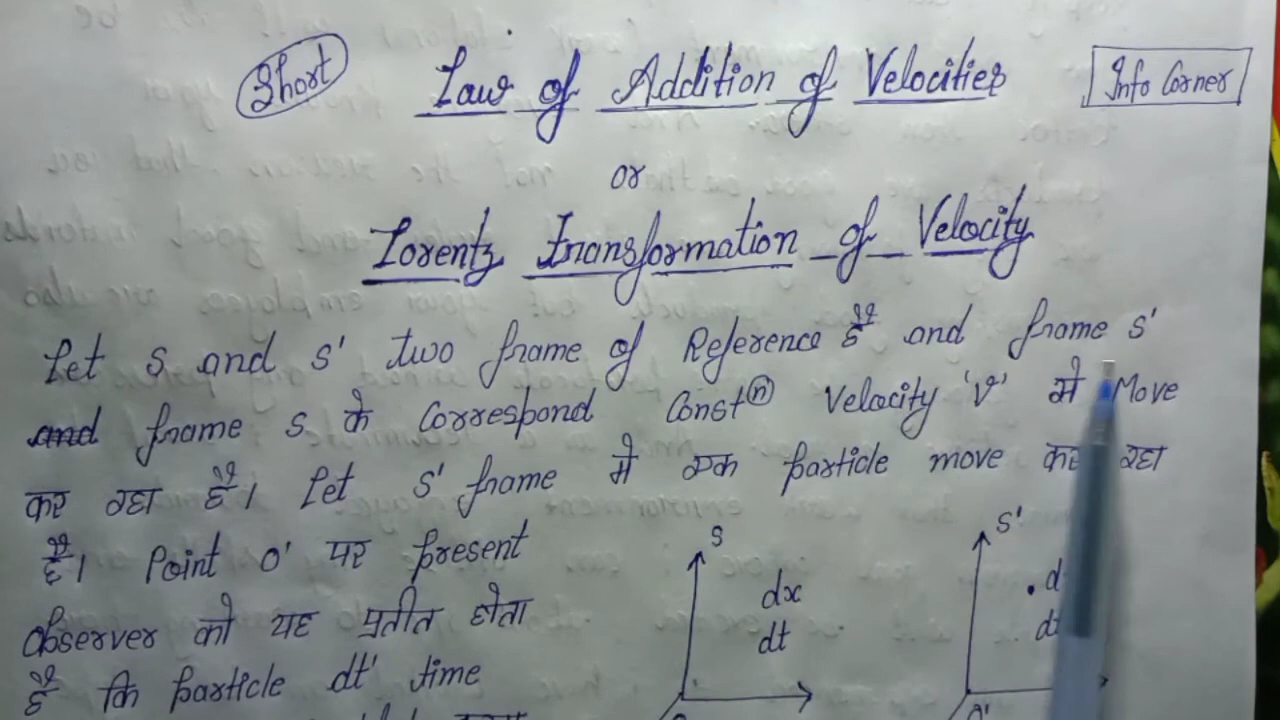 Short
Law of Addition of Velocities
Info Corner
or
Lorentz Transformation of Velocity
Let S and S' two frame of Reference है and frame S'
and frame S के Correspond Constⁿ Velocity 'v' से Move
कर रहा है। Let S' frame में एक particle move कर रहा
है। Point O' पर present
Observer को यह प्रतीत होता
है कि particle dt' time
S
dx
dt
S'
O'